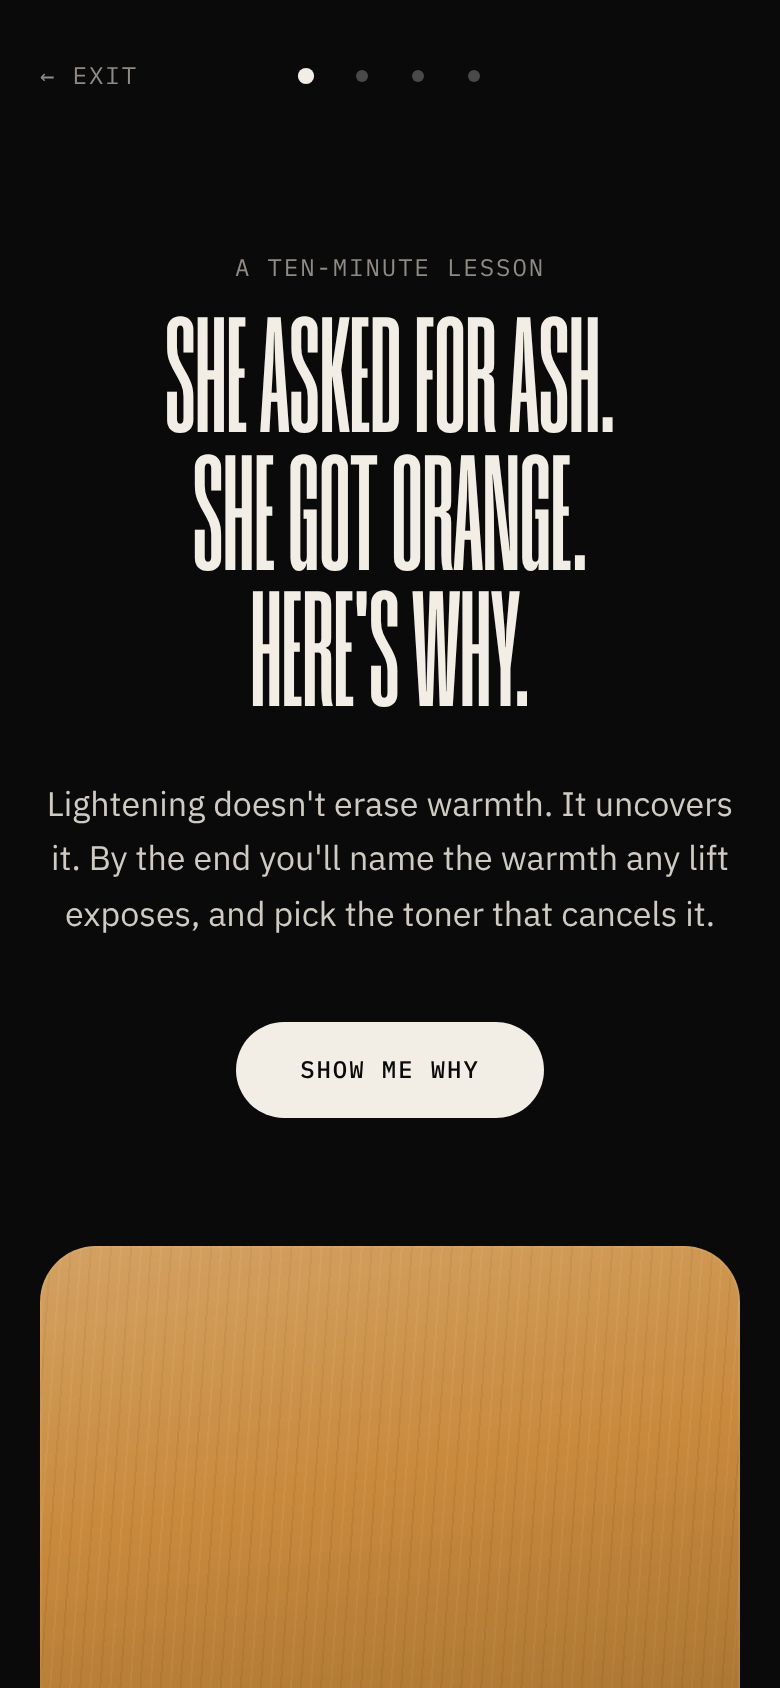 ← EXIT
A TEN-MINUTE LESSON
SHE ASKED FOR ASH.
SHE GOT ORANGE.
HERE'S WHY.
Lightening doesn't erase warmth. It uncovers
it. By the end you'll name the warmth any lift
exposes, and pick the toner that cancels it.
SHOW ME WHY